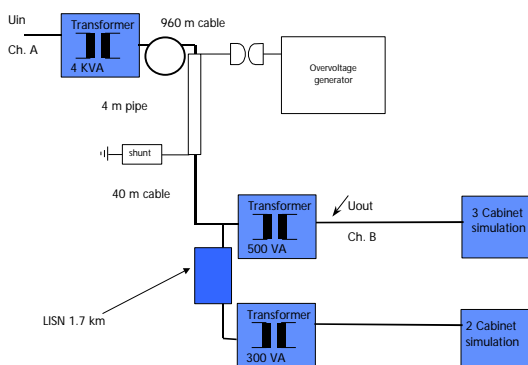 Uin
Ch. A
Transformer
4 KVA
960 m cable
Overvoltage
generator
4 m pipe
shunt
40 m cable
Transformer
500 VA
Uout
Ch. B
3 Cabinet
simulation
LISN 1.7 km
Transformer
300 VA
2 Cabinet
simulation